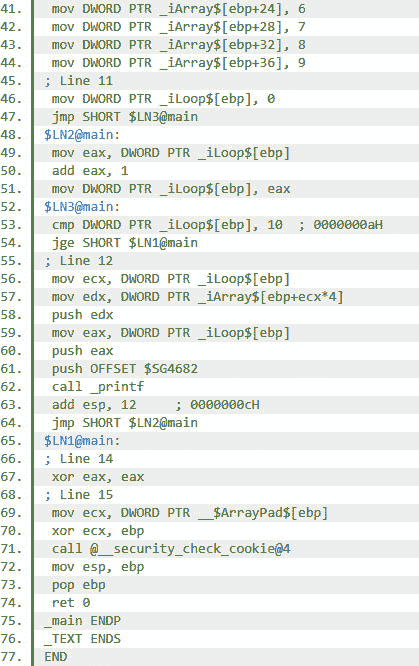 41. mov DWORD PTR _iArray$[ebp+24], 6
42. mov DWORD PTR _iArray$[ebp+28], 7
43. mov DWORD PTR _iArray$[ebp+32], 8
44. mov DWORD PTR _iArray$[ebp+36], 9
45. ; Line 11
46. mov DWORD PTR _iLoop$[ebp], 0
47. jmp SHORT $LN3@main
48. $LN2@main:
49. mov eax, DWORD PTR _iLoop$[ebp]
50. add eax, 1
51. mov DWORD PTR _iLoop$[ebp], eax
52. $LN3@main:
53. cmp DWORD PTR _iLoop$[ebp], 10 ; 0000000aH
54. jge SHORT $LN1@main
55. ; Line 12
56. mov ecx, DWORD PTR _iLoop$[ebp]
57. mov edx, DWORD PTR _iArray$[ebp+ecx*4]
58. push edx
59. mov eax, DWORD PTR _iLoop$[ebp]
60. push eax
61. push OFFSET $SG4682
62. call _printf
63. add esp, 12 ; 0000000cH
64. jmp SHORT $LN2@main
65. $LN1@main:
66. ; Line 14
67. xor eax, eax
68. ; Line 15
69. mov ecx, DWORD PTR __$ArrayPad$[ebp]
70. xor ecx, ebp
71. call @__security_check_cookie@4
72. mov esp, ebp
73. pop ebp
74. ret 0
75. _main ENDP
76. _TEXT ENDS
77. END